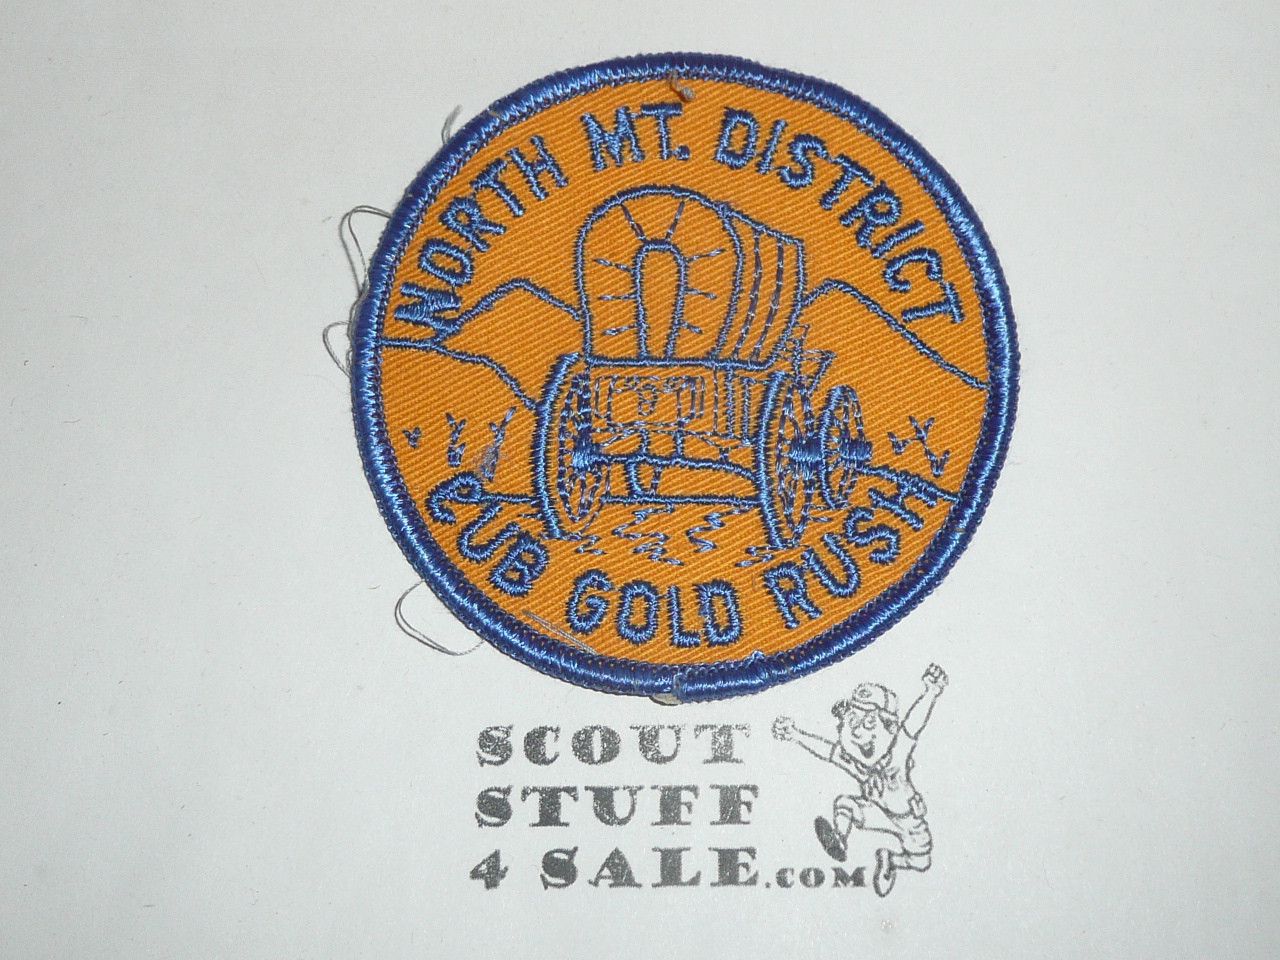 NORTH MT. DISTRICT
CUB GOLD RUSH
SCOUT
STUFF
4 SALE.COM